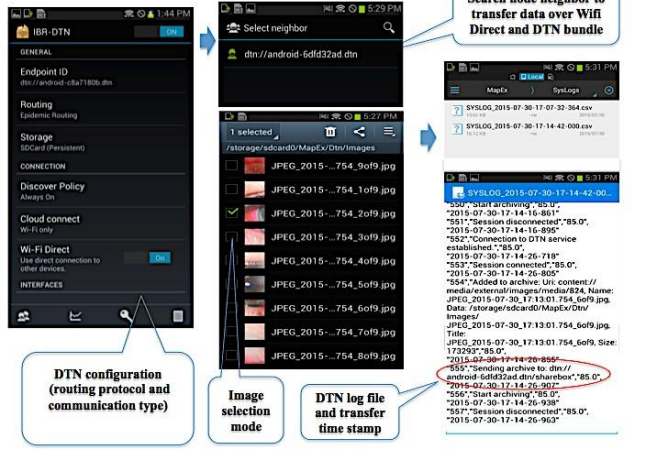 1:44 PM
IBR-DTN
ON
GENERAL
Endpoint ID
dtn://android-c8a7180b.dtn
Routing
Epidemic Routing
Storage
SDCard (Persistent)
CONNECTION
Discover Policy
Always On
Cloud connect
Wi-Fi only
Wi-Fi Direct
Use direct connection to
other devices.
On
INTERFACES
DTN configuration
(routing protocol and
communication type)
5:29 PM
Select neighbor
dtn://android-6dfd32ad.dtn
Search node neighbor to
transfer data over Wifi
Direct and DTN bundle
5:27 PM
1 selected
/storage/sdcard0/MapEx/Dtn/Images
JPEG_2015-...754_9of9.jpg
JPEG_2015-...754_1of9.jpg
JPEG_2015-...754_2of9.jpg
JPEG_2015-...754_3of9.jpg
JPEG_2015-...754_4of9.jpg
JPEG_2015-...754_5of9.jpg
JPEG_2015-...754_6of9.jpg
JPEG_2015-...754_7of9.jpg
JPEG_2015-...754_8of9.jpg
Image
selection
mode
DTN log file
and transfer
time stamp
5:31 PM
Local
MapEx
SysLogs
SYSLOG_2015-07-30-17-07-32-364.csv
SYSLOG_2015-07-30-17-14-42-000.csv
5:31 PM
SYSLOG_2015-07-30-17-14-42-00...
"550","Start archiving","85.0",
"2015-07-30-17-14-16-861"
"551","Session disconnected","85.0",
"2015-07-30-17-14-16-895"
"552","Connection to DTN service
established.","85.0",
"2015-07-30-17-14-26-718"
"553","Session connected","85.0",
"2015-07-30-17-14-26-805"
"554","Added to archive: Uri: content://
media/external/images/media/824, Name:
JPEG_2015-07-30_17:13:01.754_6of9.jpg,
Data: /storage/sdcard0/MapEx/Dtn/
Images/
JPEG_2015-07-30_17:13:01.754_6of9.jpg,
Title:
JPEG_2015-07-30_17:13:01.754_6of9, Size:
173293","85.0",
"2015-07-30-17-14-26-855"
"555","Sending archive to: dtn://
android-6dfd32ad.dtn/sharebox","85.0",
"2015-07-30-17-14-26-907"
"556","Start archiving","85.0",
"2015-07-30-17-14-26-938"
"557","Session disconnected","85.0",
"2015-07-30-17-14-26-963"